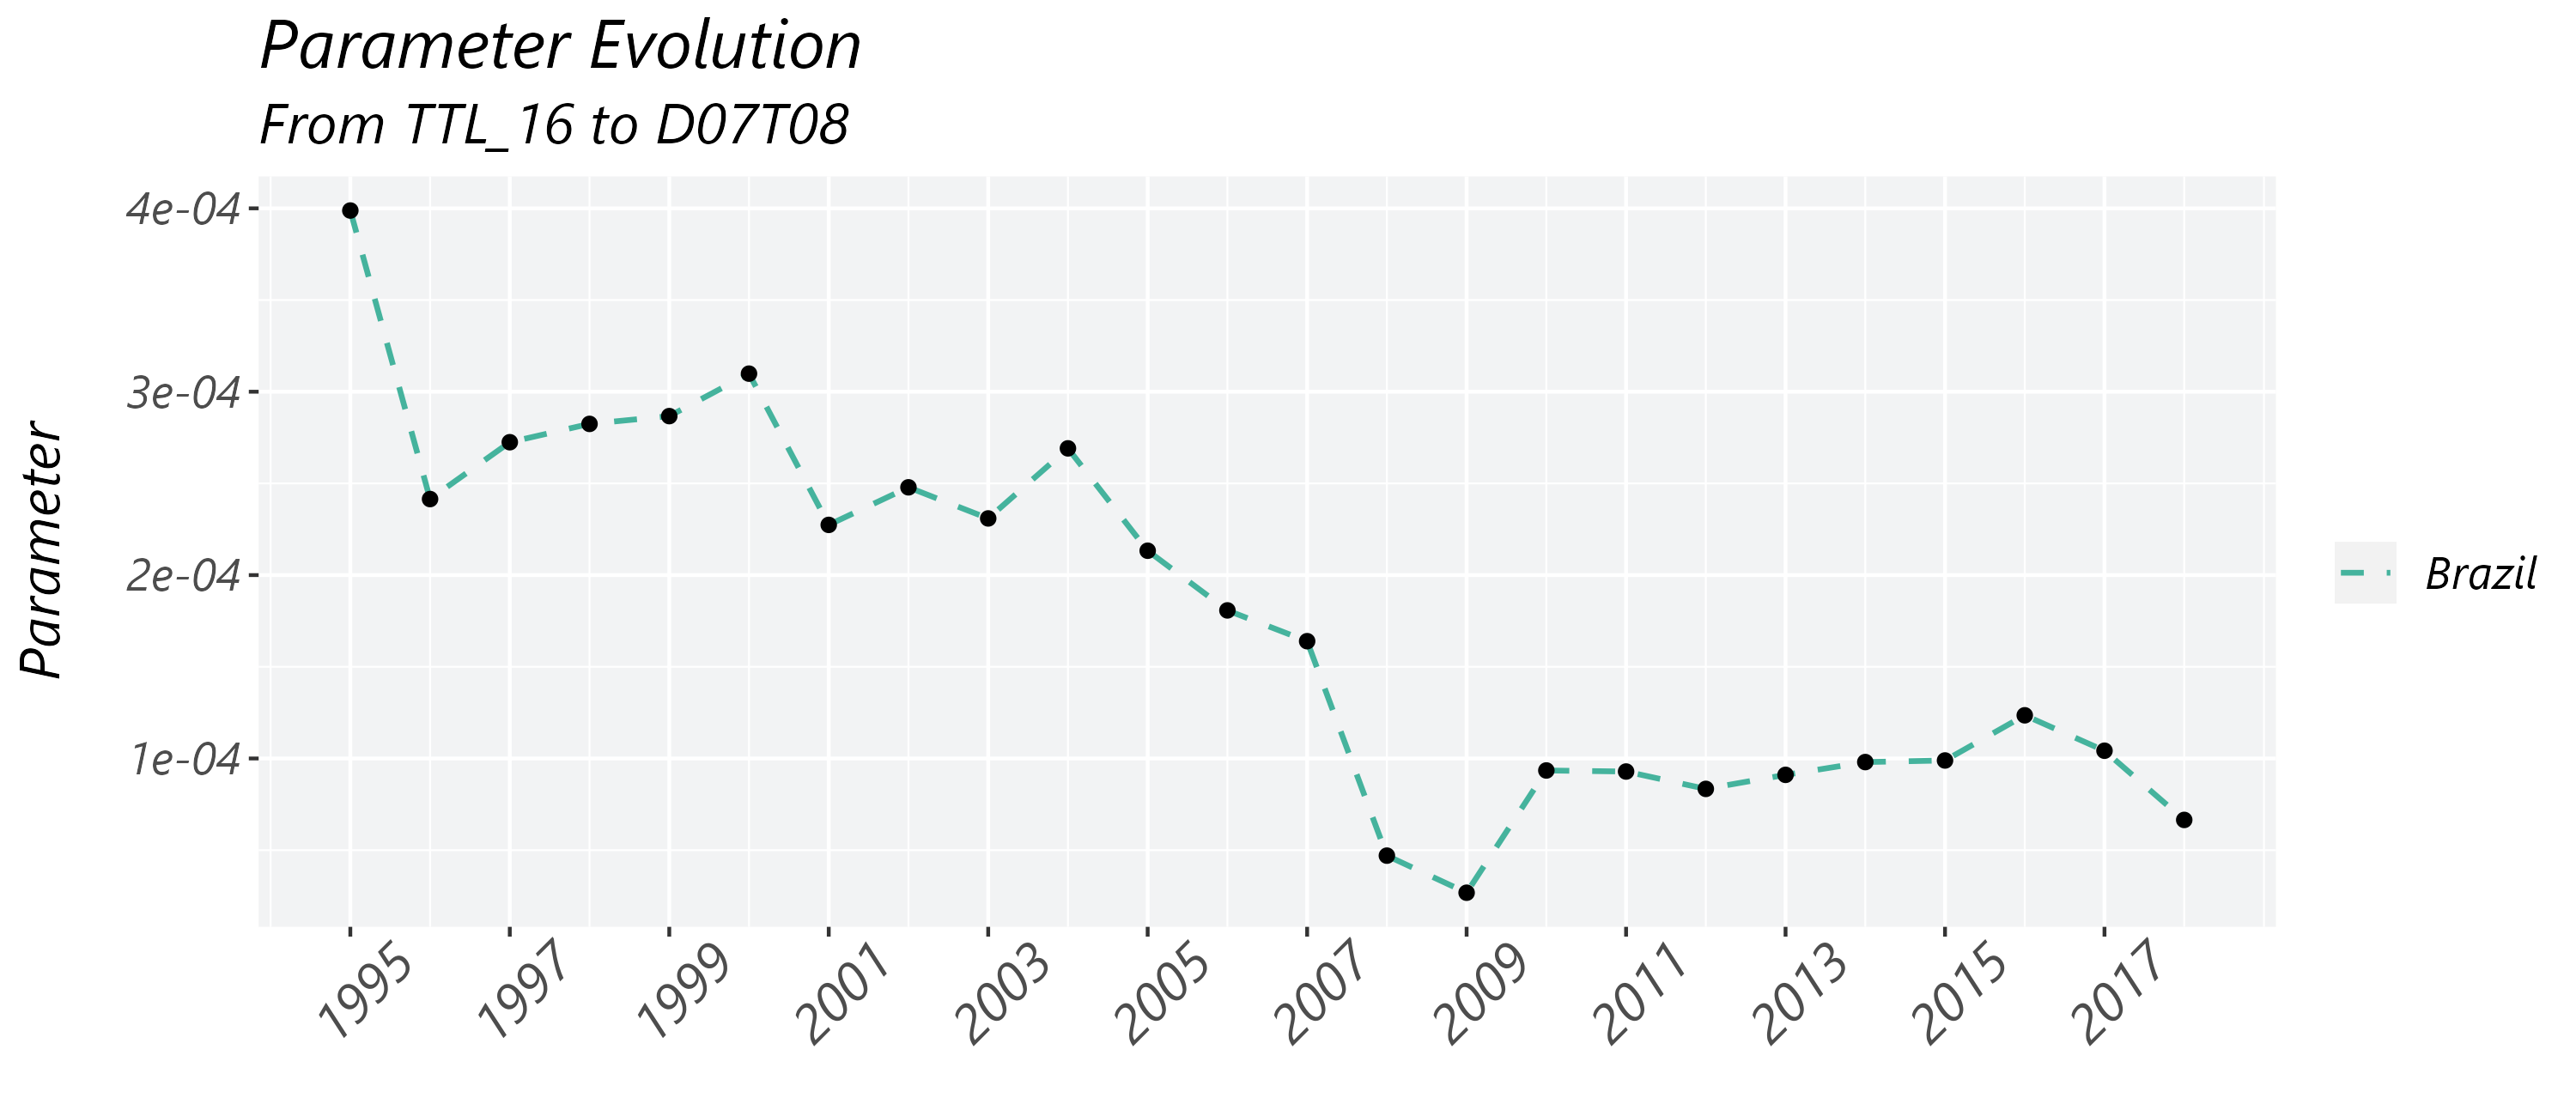 Parameter Evolution
From TTL_16 to D07T08
Parameter
4e-04
3e-04
2e-04
1e-04
1995
1997
1999
2001
2003
2005
2007
2009
2011
2013
2015
2017
Brazil